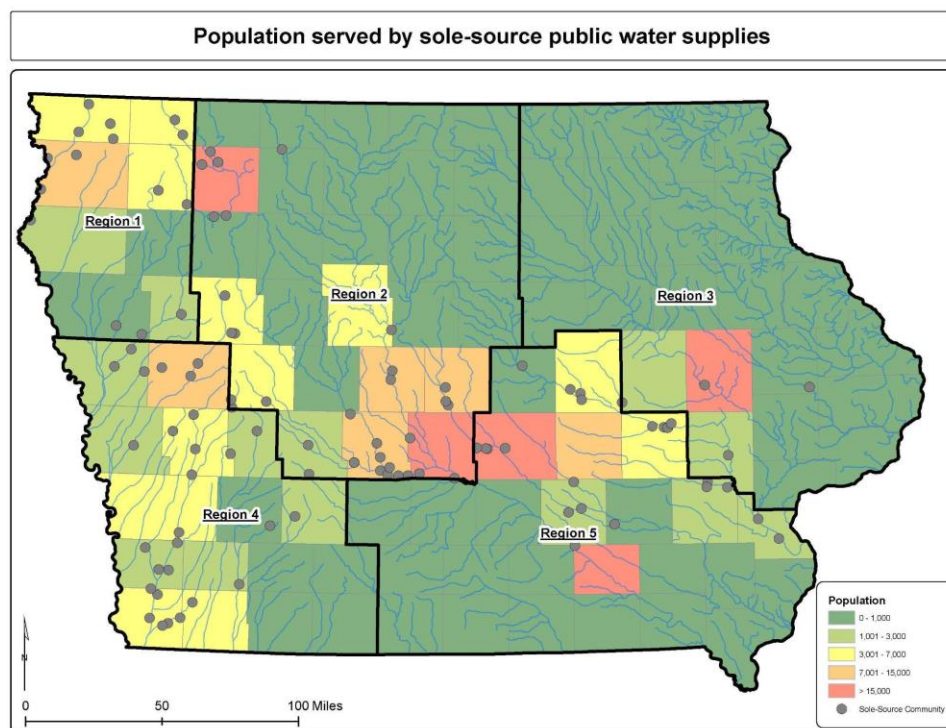 Population served by sole-source public water supplies
Region 1
Region 2
Region 3
Region 4
Region 5
N
0 50 100 Miles
Population
0 - 1,000
1,001 - 3,000
3,001 - 7,000
7,001 - 15,000
> 15,000
Sole-Source Community